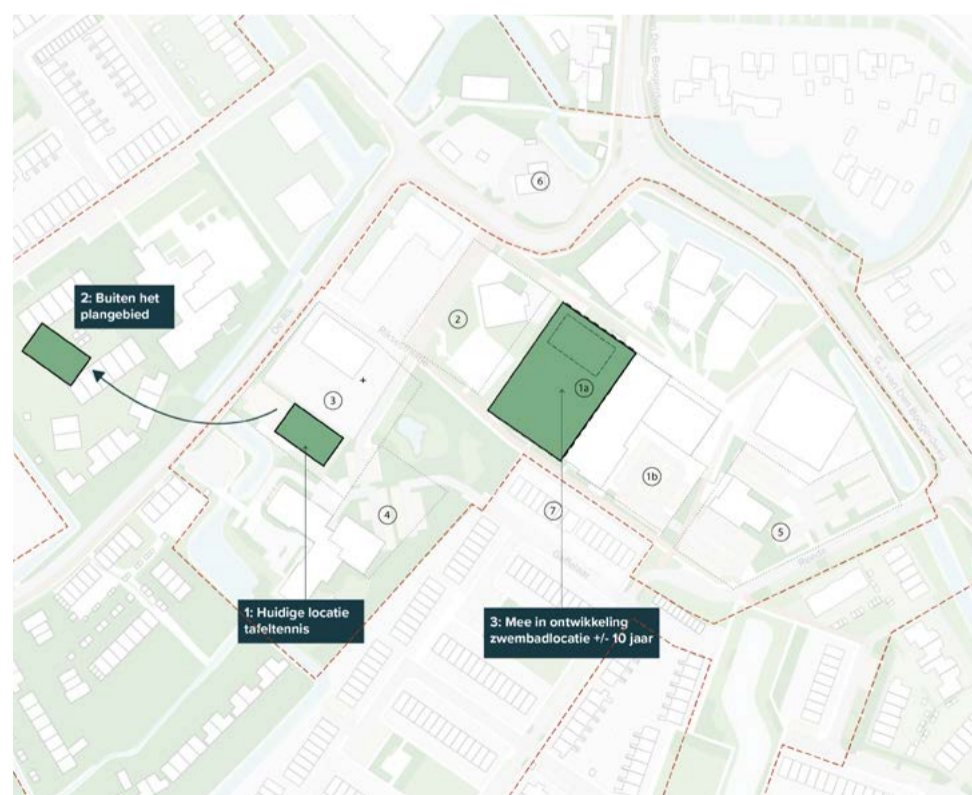 6
2: Buiten het
plangebied
2
1a
3
1b
4
7
5
1: Huidige locatie
tafeltennis
3: Mee in ontwikkeling
zwembadlocatie +/- 10 jaar